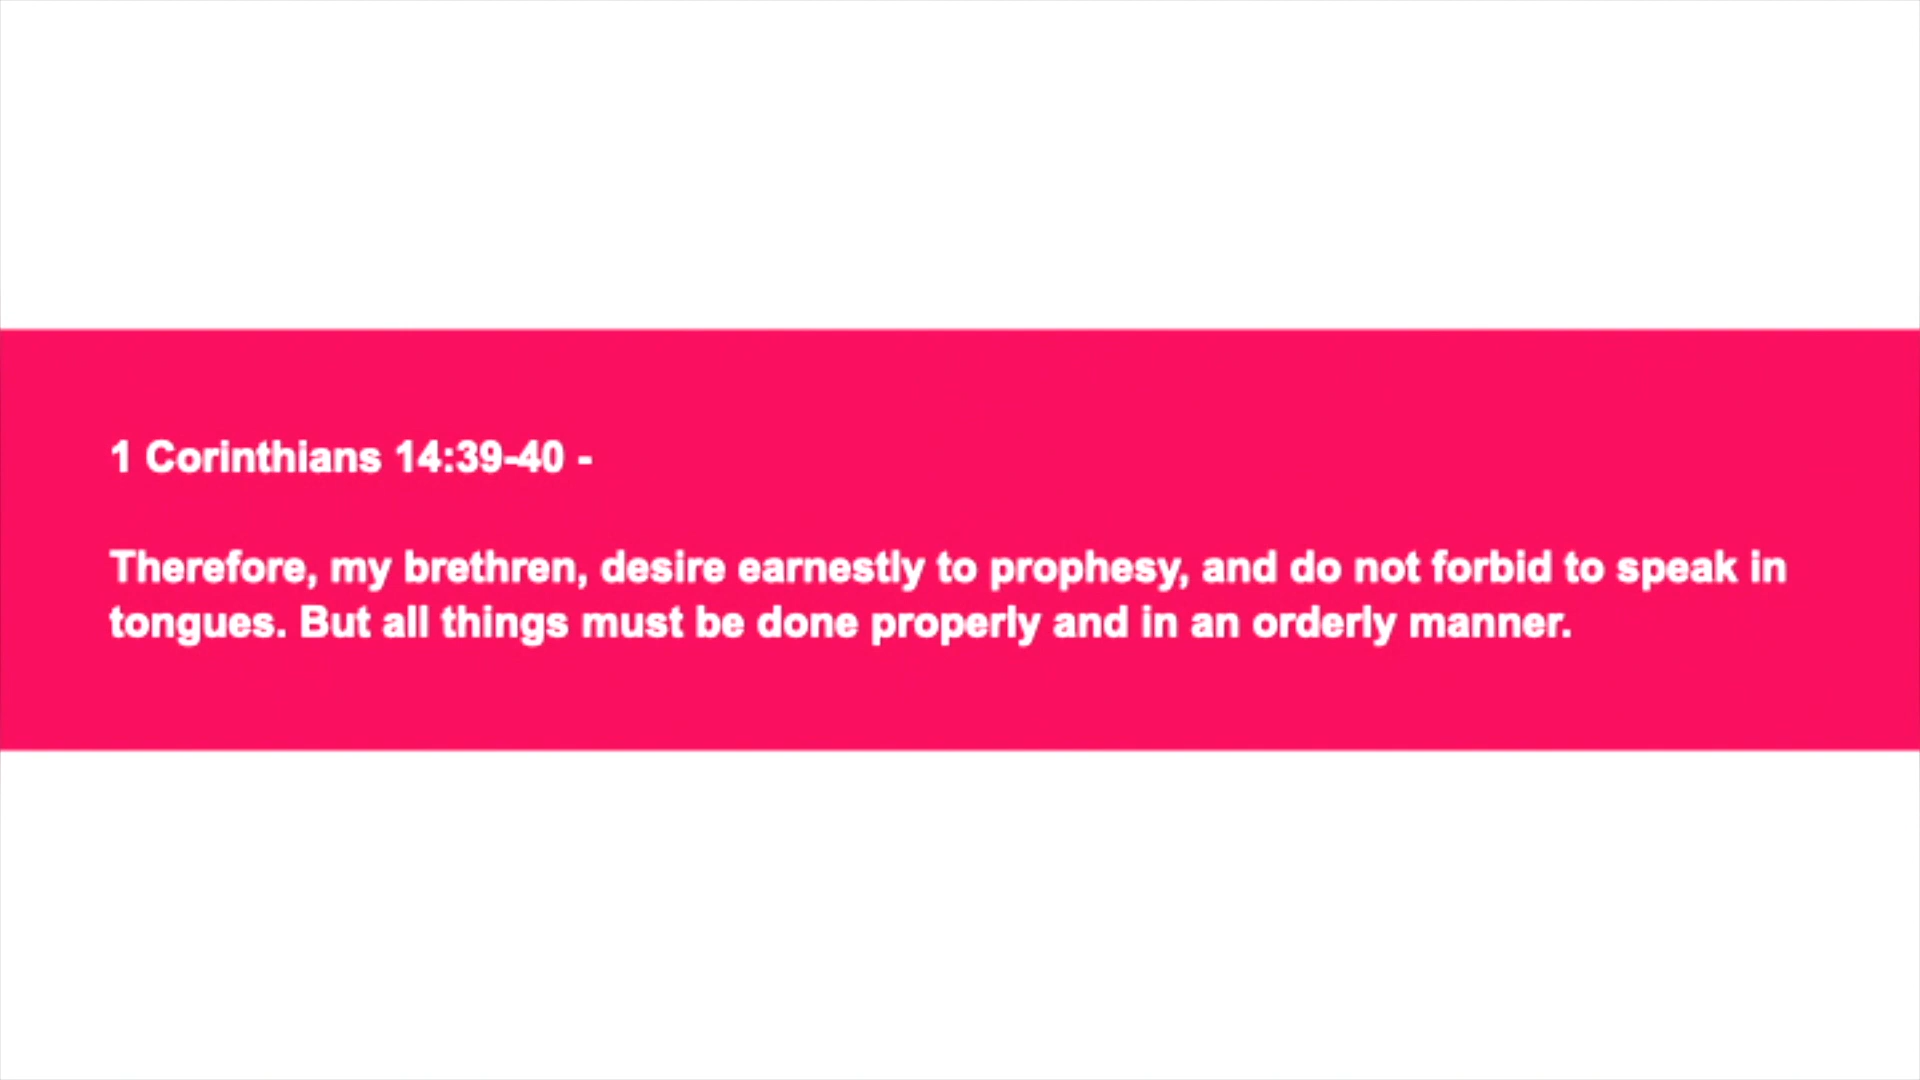 1 Corinthians 14:39-40 -
Therefore, my brethren, desire earnestly to prophesy, and do not forbid to speak in
tongues. But all things must be done properly and in an orderly manner.